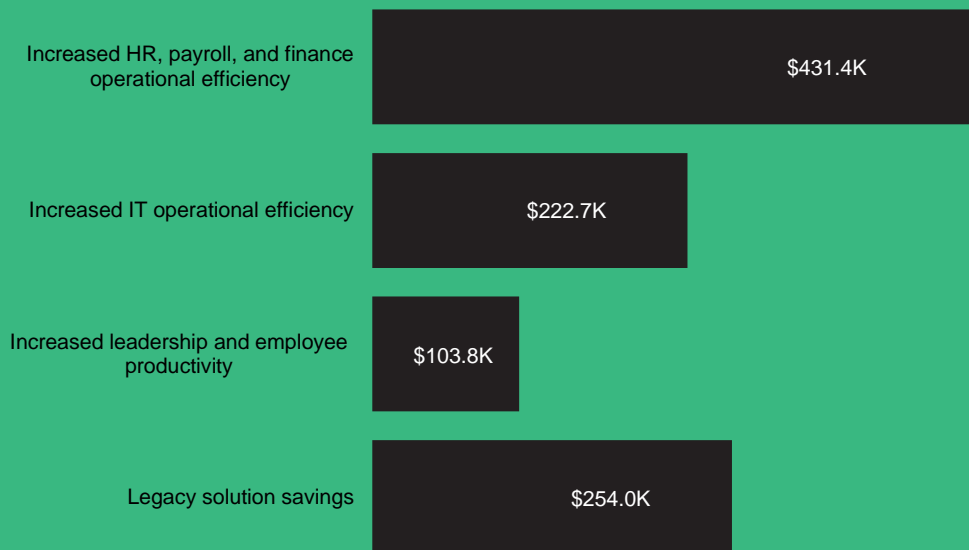 Increased HR, payroll, and finance
operational efficiency
$431.4K
Increased IT operational efficiency
$222.7K
Increased leadership and employee
productivity
$103.8K
Legacy solution savings
$254.0K